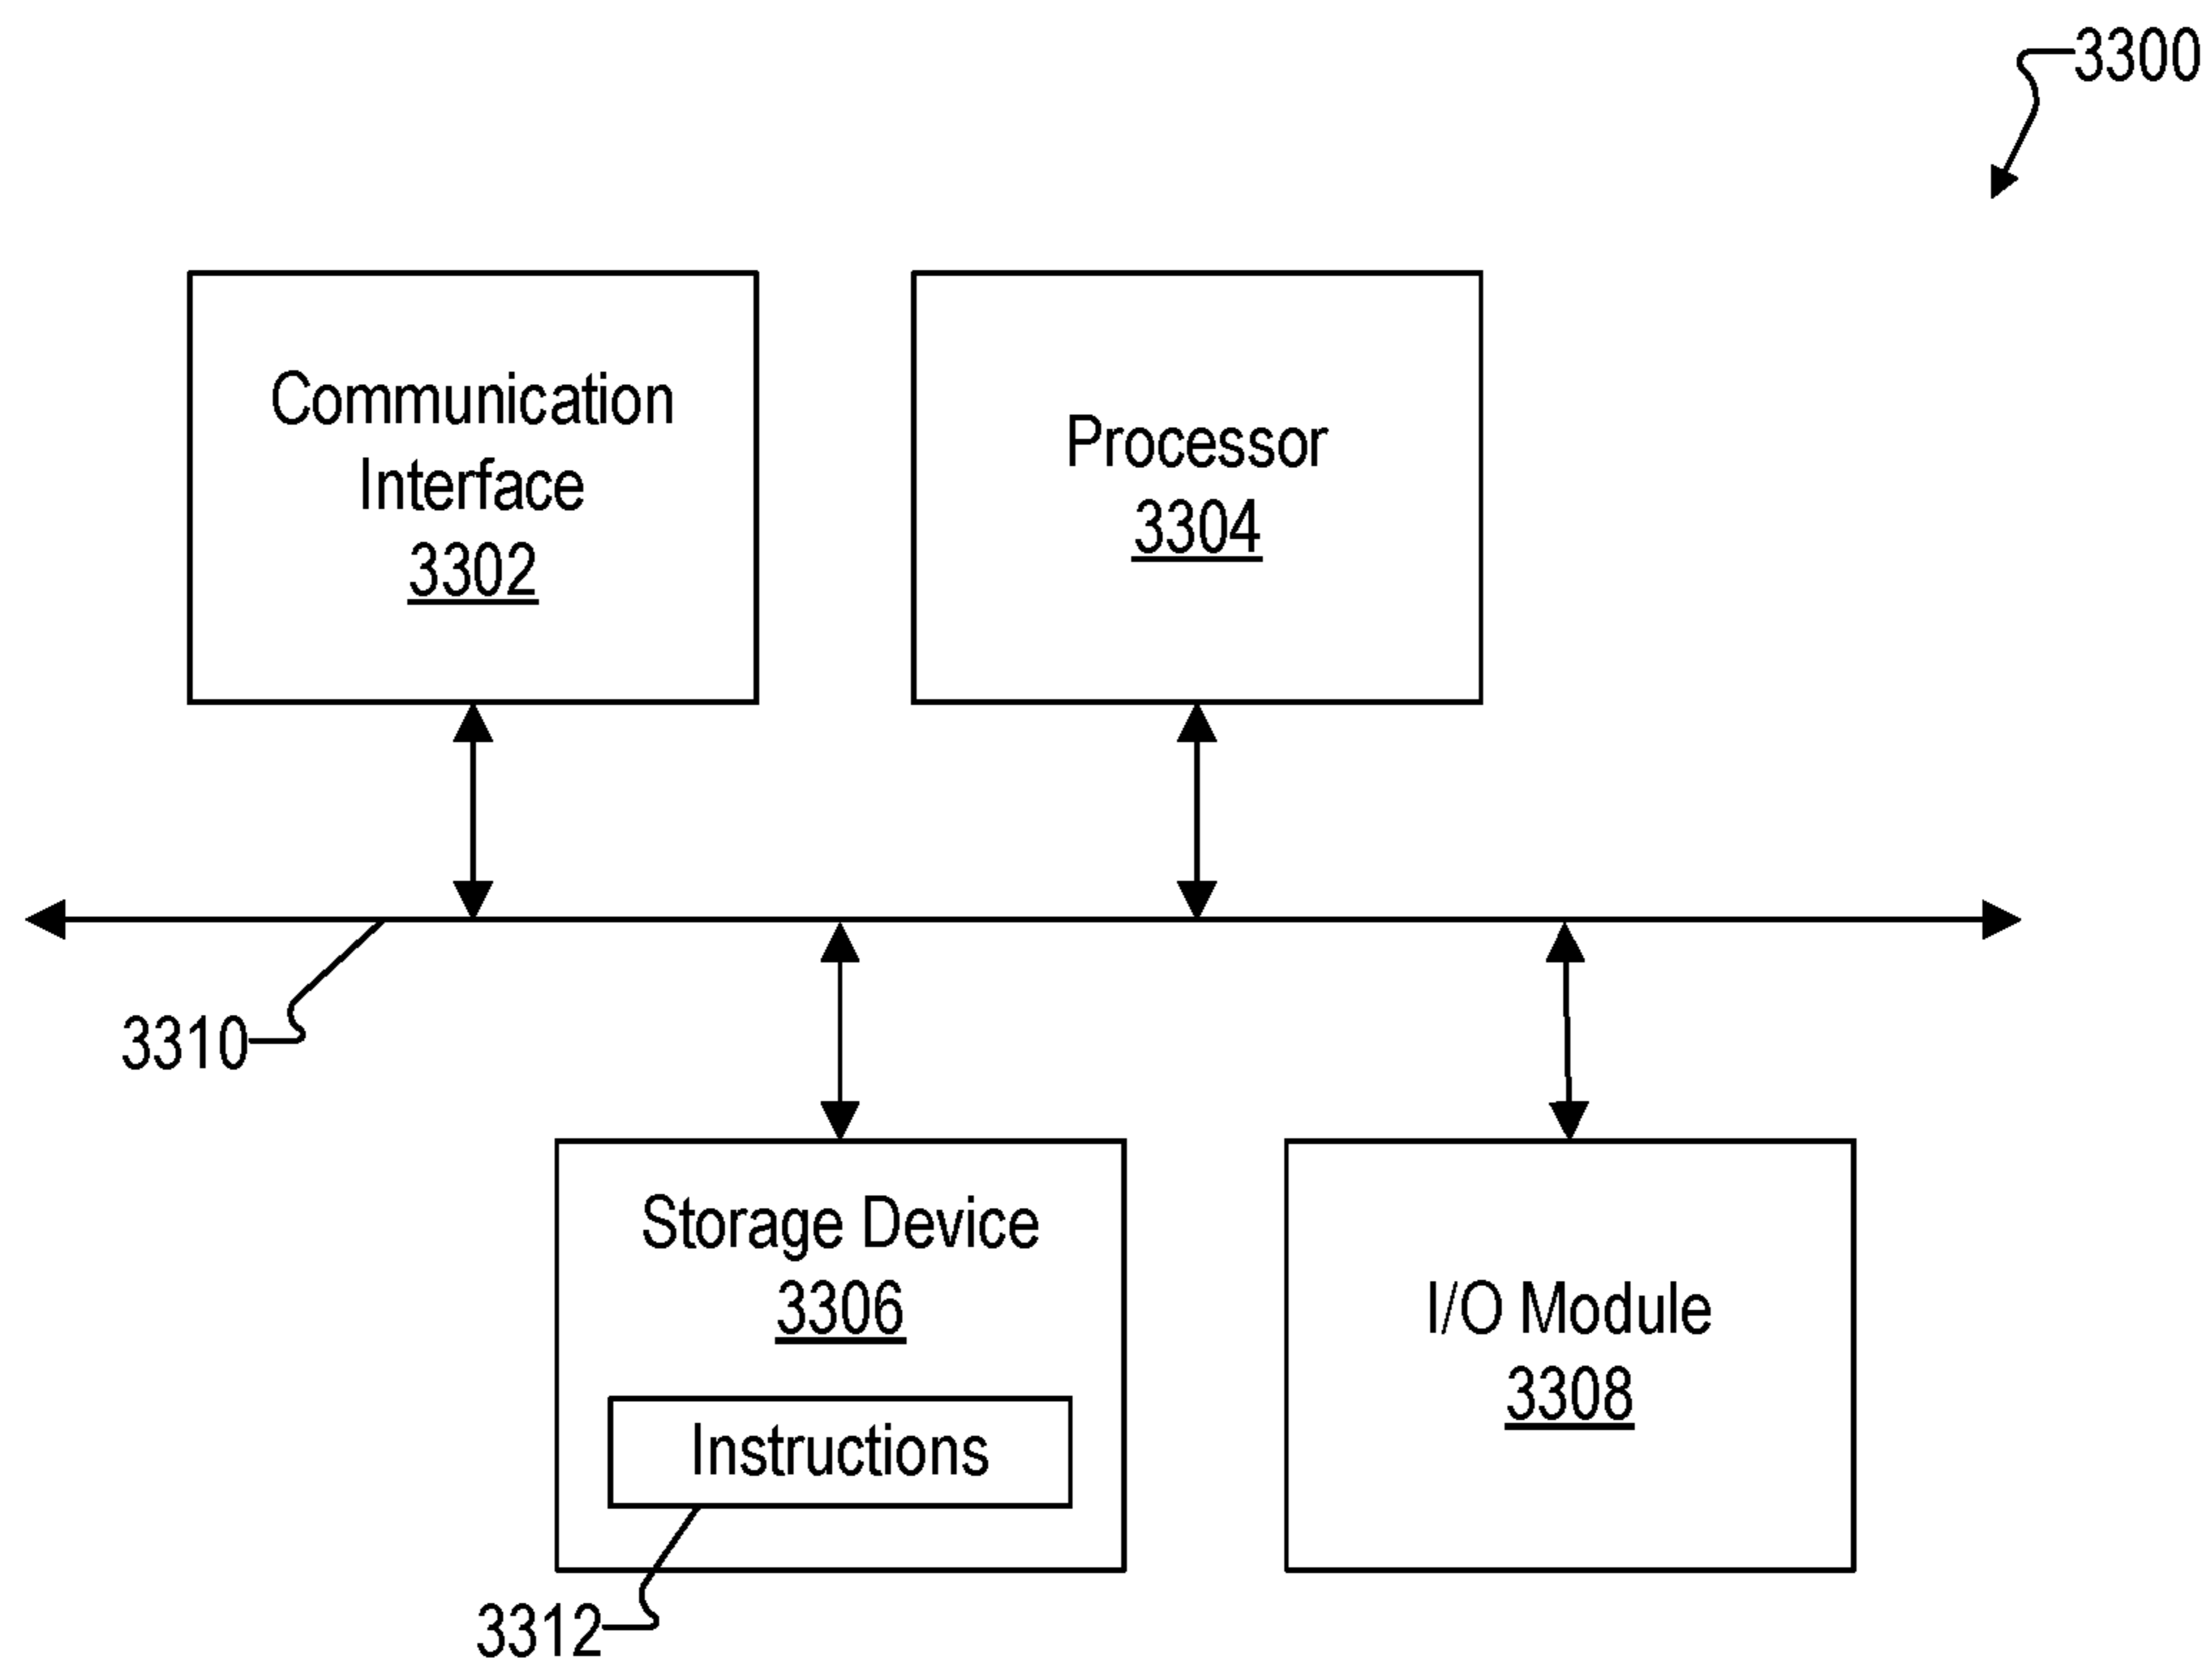 3300
Communication
Interface
3302
Processor
3304
3310
Storage Device
3306
Instructions
3312
I/O Module
3308